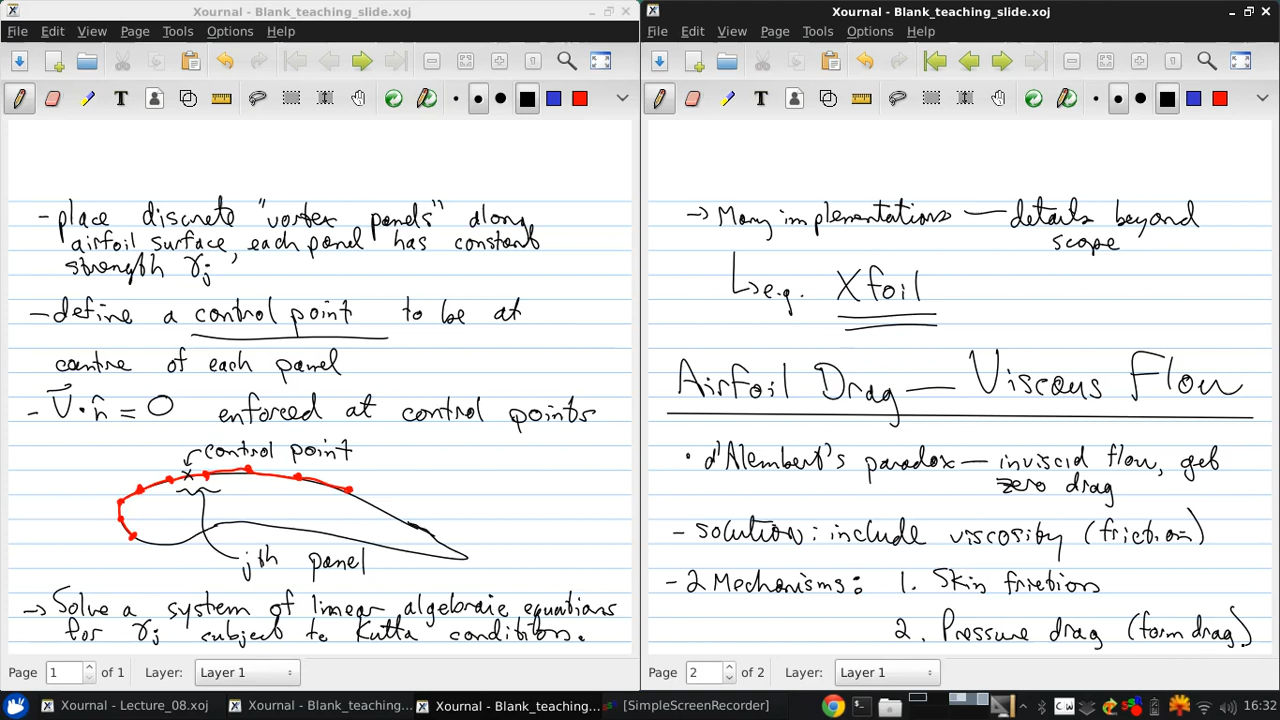 Xournal - Blank_teaching_slide.xoj
File Edit View Page Tools Options Help
- place discrete "vortex panels" along
airfoil surface, each panel has constant
strength γj
- define a control point to be at
centre of each panel
- V⃗·n̂ = 0 enforced at control points
control point
jth panel
→ Solve a system of linear algebraic equations
for γj subject to Kutta condition.
Page 1 of 1 Layer: Layer 1
Xournal - Blank_teaching_slide.xoj
File Edit View Page Tools Options Help
→ Many implementations — details beyond
scope
↳ e.g. Xfoil
Airfoil Drag — Viscous Flow
• d'Alembert's paradox — inviscid flow, get
zero drag
- solution: include viscosity (friction)
- 2 Mechanisms: 1. Skin friction
2. Pressure drag (form drag).
Page 2 of 2 Layer: Layer 1
Xournal - Lecture_08.xoj
Xournal - Blank_teaching...
Xournal - Blank_teaching...
[SimpleScreenRecorder]
16:32